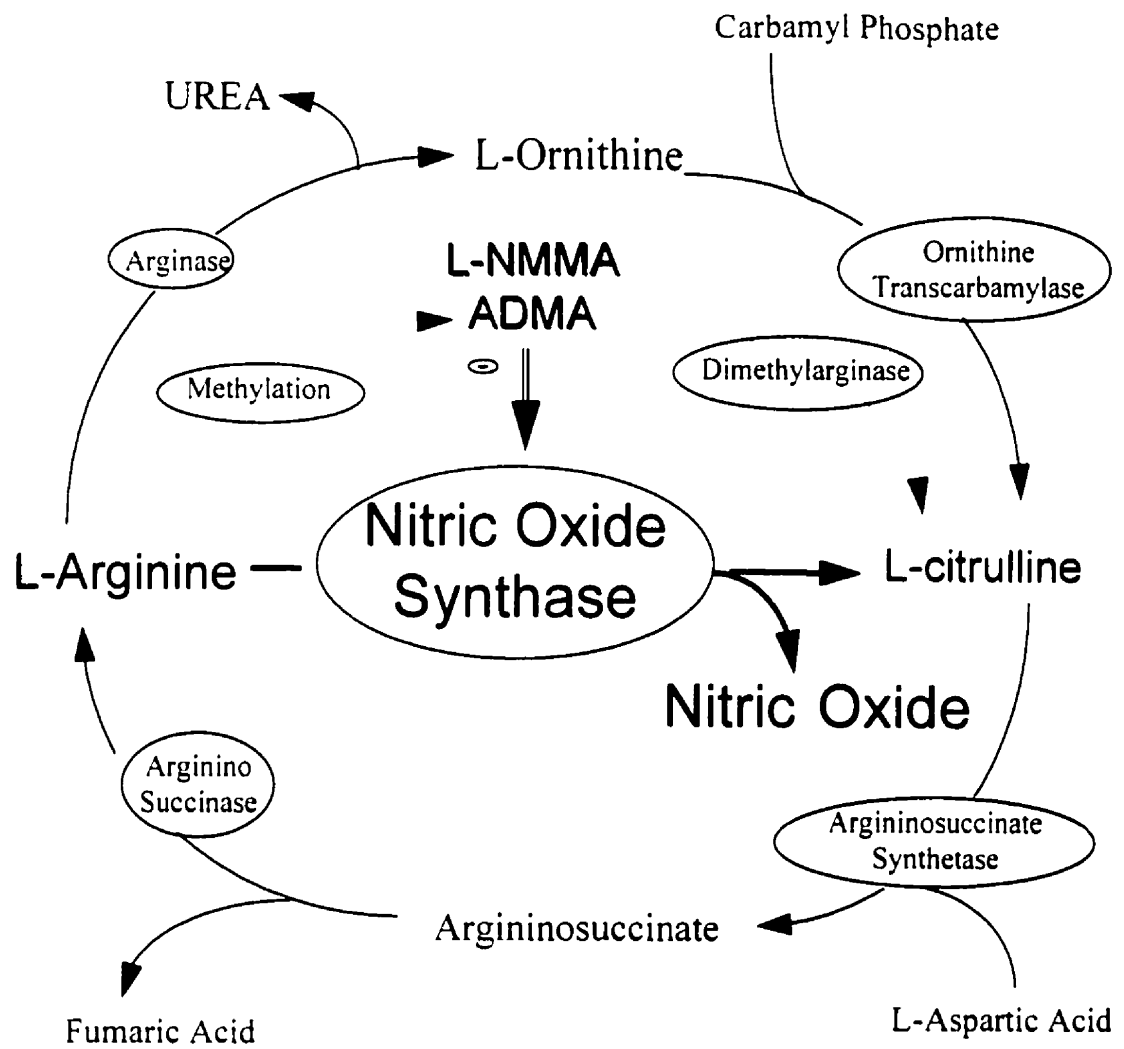 Carbamyl Phosphate
UREA
L-Ornithine
Arginase
L-NMMA
ADMA
Ornithine
Transcarbamylase
Methylation
Dimethylarginase
Nitric Oxide
Synthase
L-Arginine
L-citrulline
Nitric Oxide
Arginino
Succinase
Argininosuccinate
Synthetase
Argininosuccinate
Fumaric Acid
L-Aspartic Acid